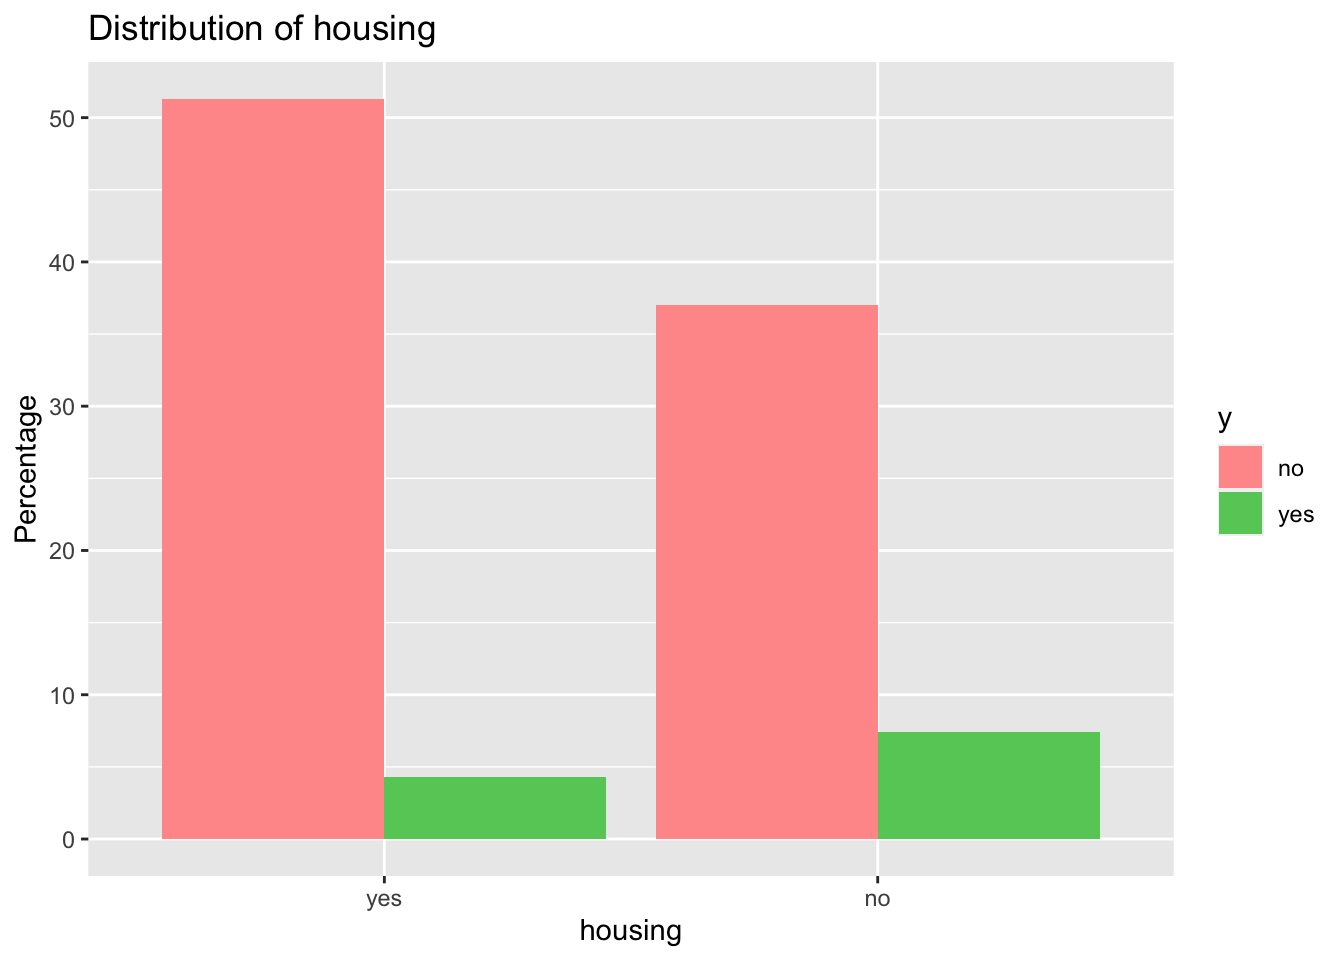 Distribution of housing
Percentage
50
40
30
20
10
0
yes
no
housing
y
no
yes